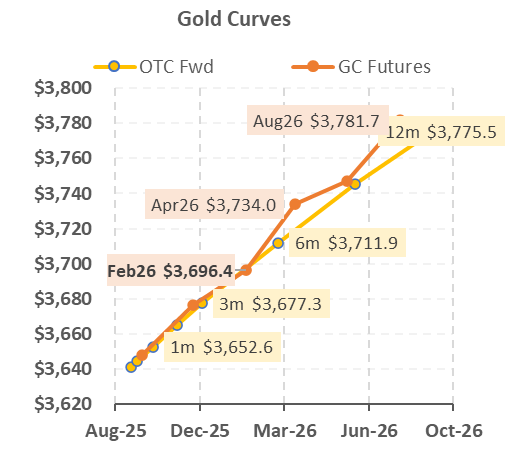 Gold Curves
OTC Fwd
GC Futures
$3,800
$3,780
$3,760
$3,740
$3,720
$3,700
$3,680
$3,660
$3,640
$3,620
Aug26 $3,781.7
12m $3,775.5
Apr26 $3,734.0
6m $3,711.9
Feb26 $3,696.4
3m $3,677.3
1m $3,652.6
Aug-25
Dec-25
Mar-26
Jun-26
Oct-26